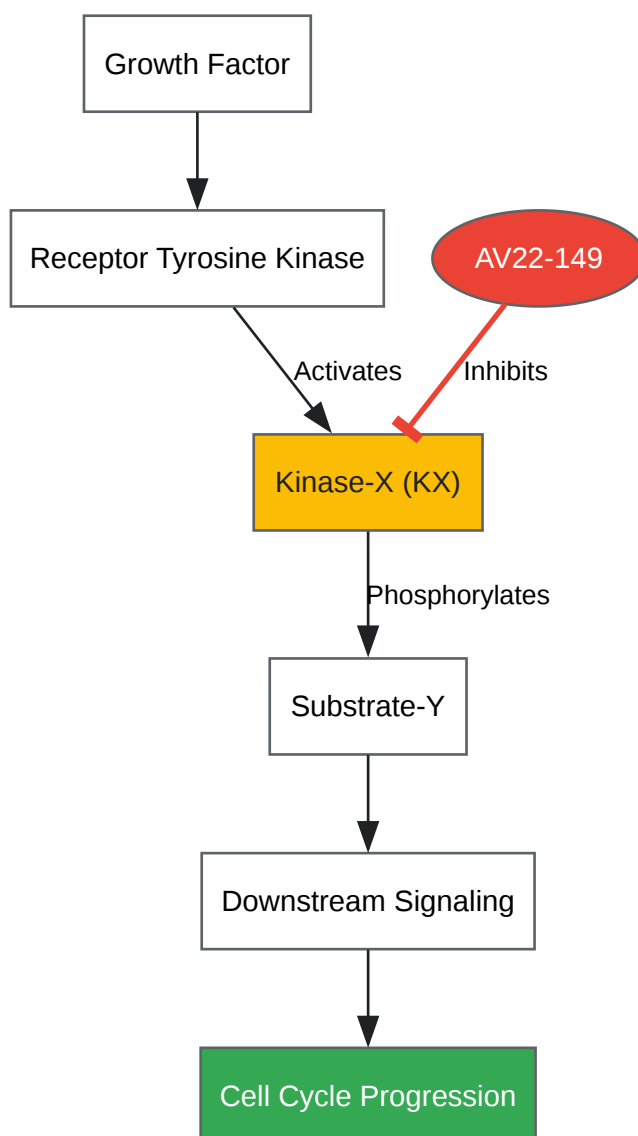 Growth Factor
Receptor Tyrosine Kinase
AV22-149
Activates
Inhibits
Kinase-X (KX)
Phosphorylates
Substrate-Y
Downstream Signaling
Cell Cycle Progression